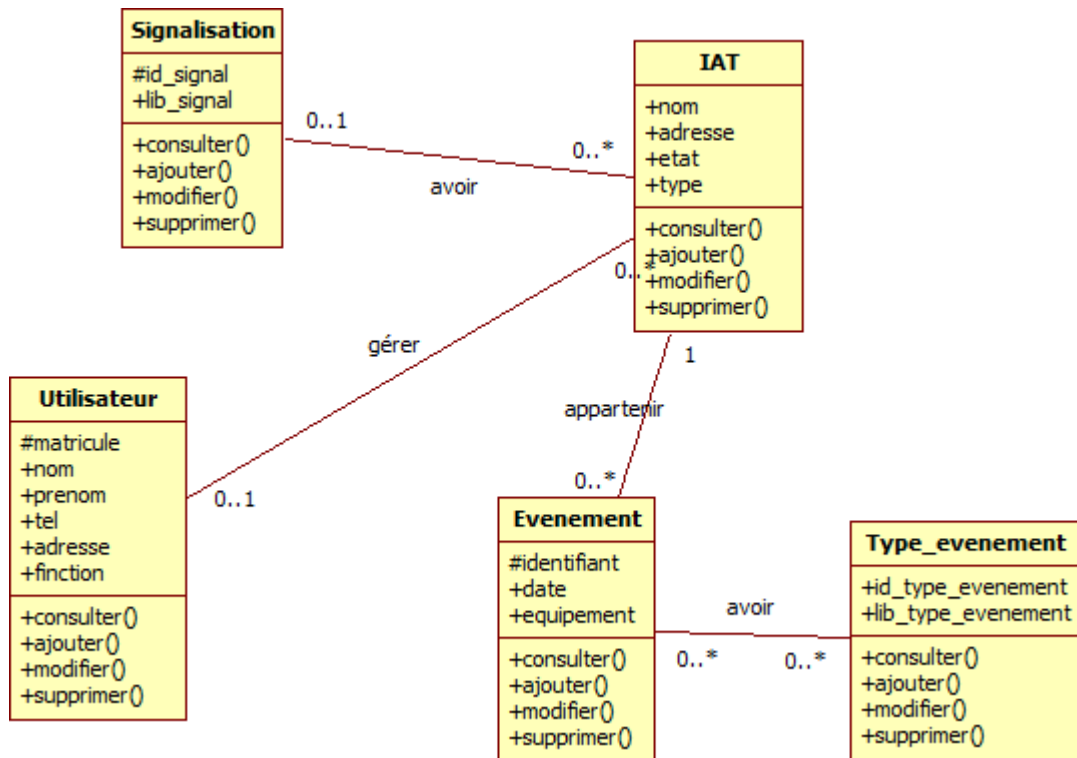 Signalisation
#id_signal
+lib_signal
+consulter()
+ajouter()
+modifier()
+supprimer()
0..1
0..*
avoir
IAT
+nom
+adresse
+etat
+type
+consulter()
+ajouter()
+modifier()
+supprimer()
0..*
gérer
0..1
1
appartenir
0..*
Utilisateur
#matricule
+nom
+prenom
+tel
+adresse
+finction
+consulter()
+ajouter()
+modifier()
+supprimer()
Evenement
#identifiant
+date
+equipement
+consulter()
+ajouter()
+modifier()
+supprimer()
avoir
0..*
0..*
Type_evenement
+id_type_evenement
+lib_type_evenement
+consulter()
+ajouter()
+modifier()
+supprimer()